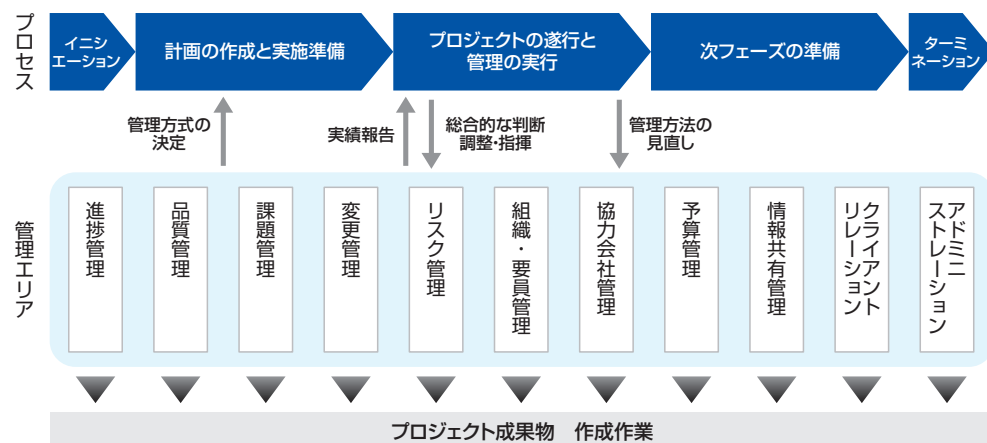 プロセス
イニシ
エーション
計画の作成と実施準備
プロジェクトの遂行と
管理の実行
次フェーズの準備
ターミ
ネーション
管理方式の
決定
実績報告
総合的な判断
調整・指揮
管理方法の
見直し
管理エリア
進捗管理
品質管理
課題管理
変更管理
リスク管理
組織・要員管理
協力会社管理
予算管理
情報共有管理
クライアント
リレーション
アドミニ
ストレーション
プロジェクト成果物　作成作業